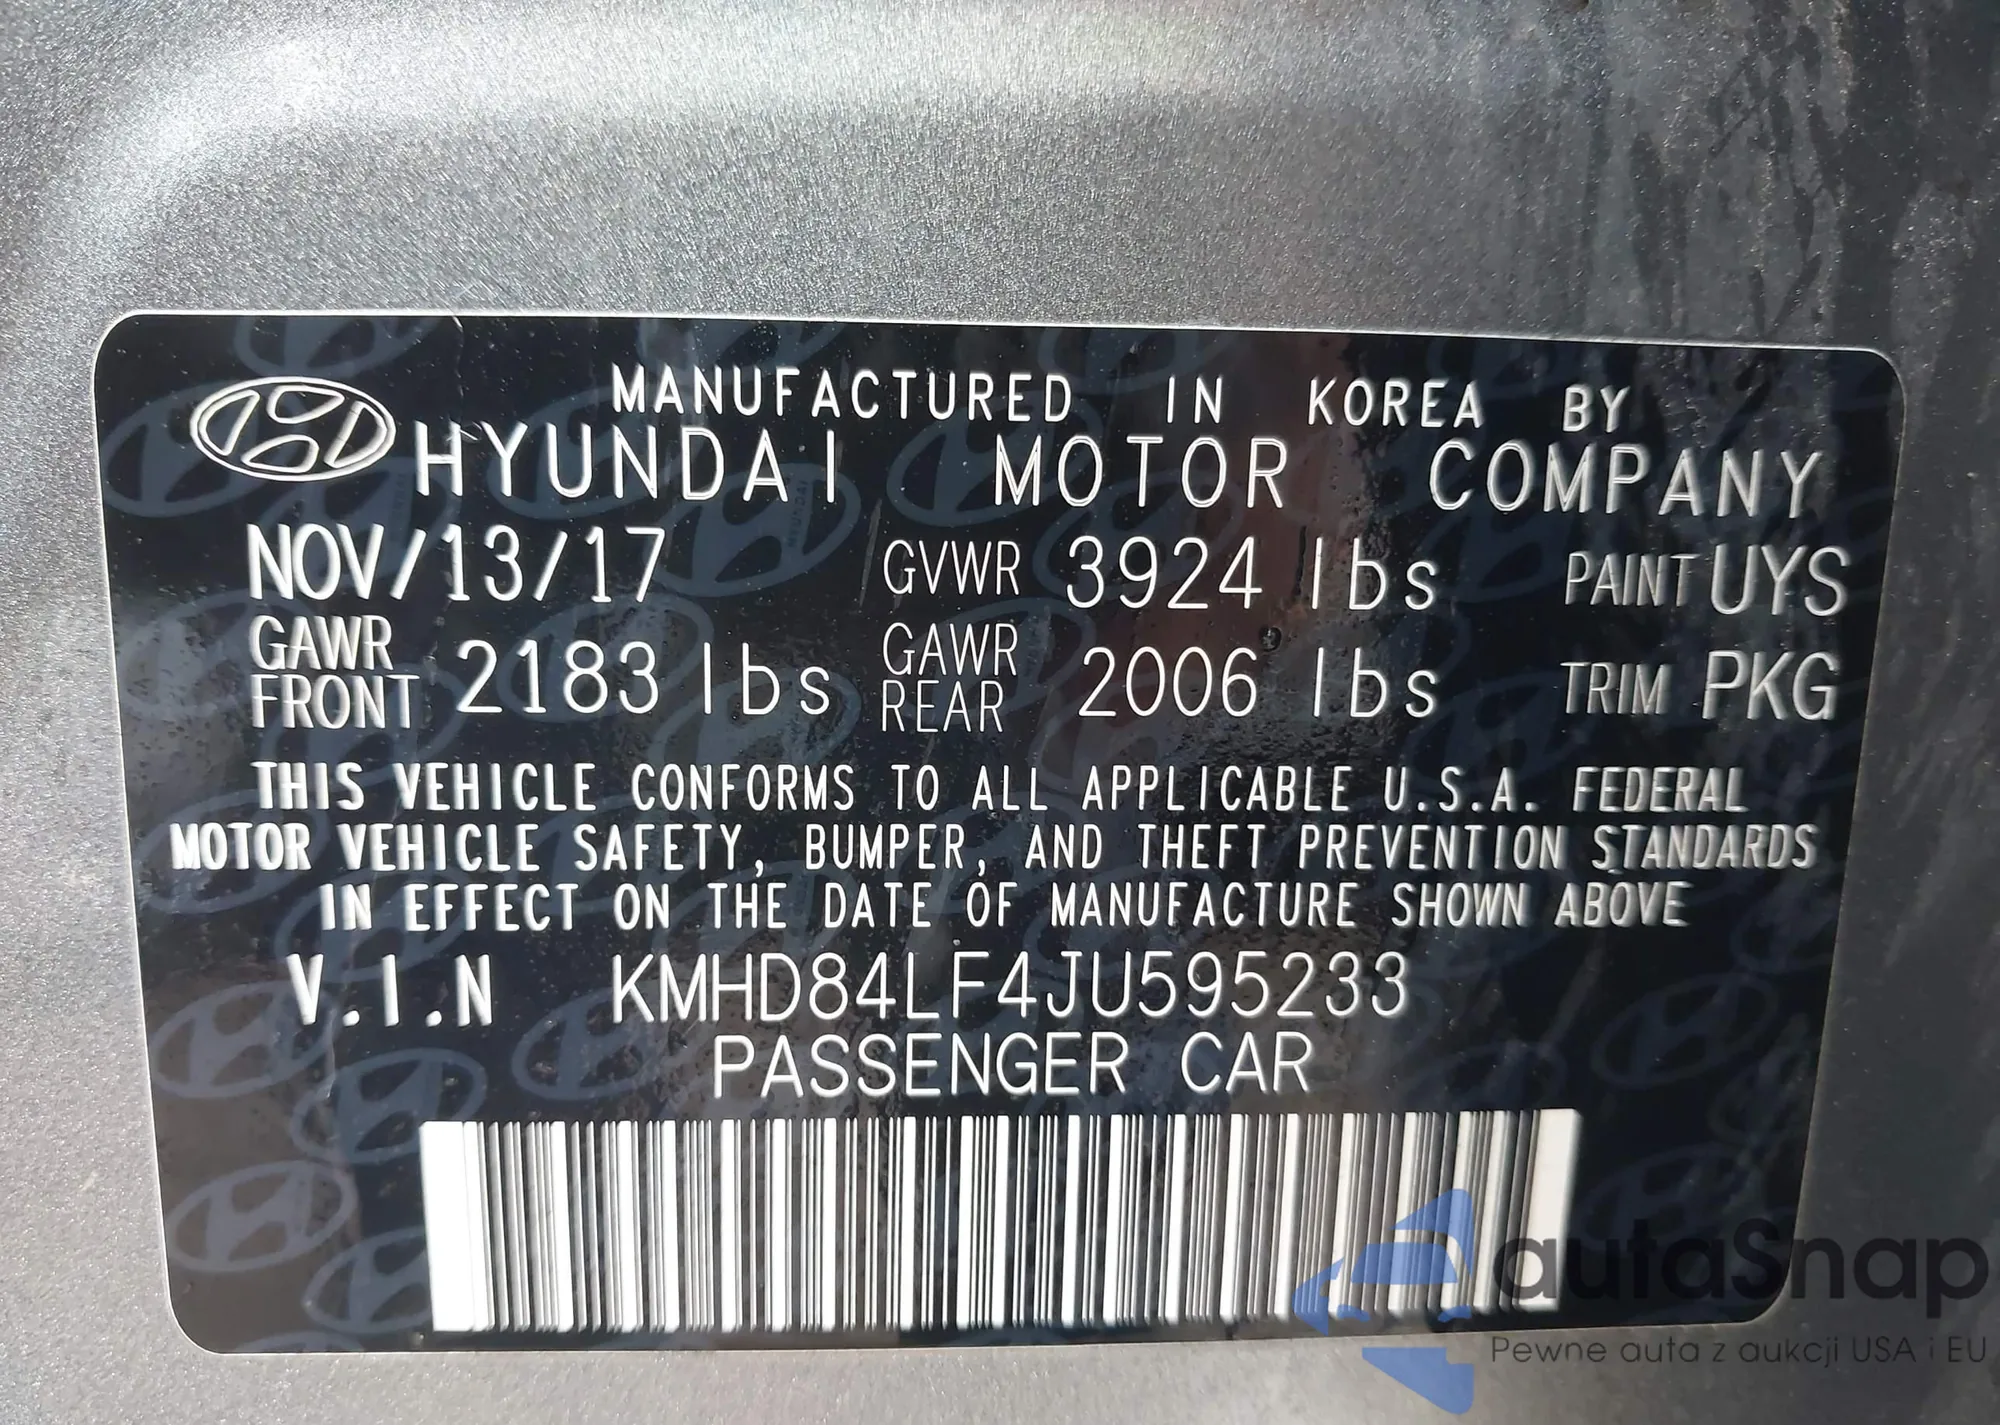 MANUFACTURED IN KOREA BY
HYUNDAI MOTOR COMPANY
NOV/13/17 GVWR 3924 lbs PAINT UYS
GAWR FRONT 2183 lbs GAWR REAR 2006 lbs TRIM PKG
THIS VEHICLE CONFORMS TO ALL APPLICABLE U.S.A. FEDERAL
MOTOR VEHICLE SAFETY, BUMPER, AND THEFT PREVENTION STANDARDS
IN EFFECT ON THE DATE OF MANUFACTURE SHOWN ABOVE
V.I.N KMHD84LF4JU595233
PASSENGER CAR
autaSnap
Pewne auta z aukcji USA i EU